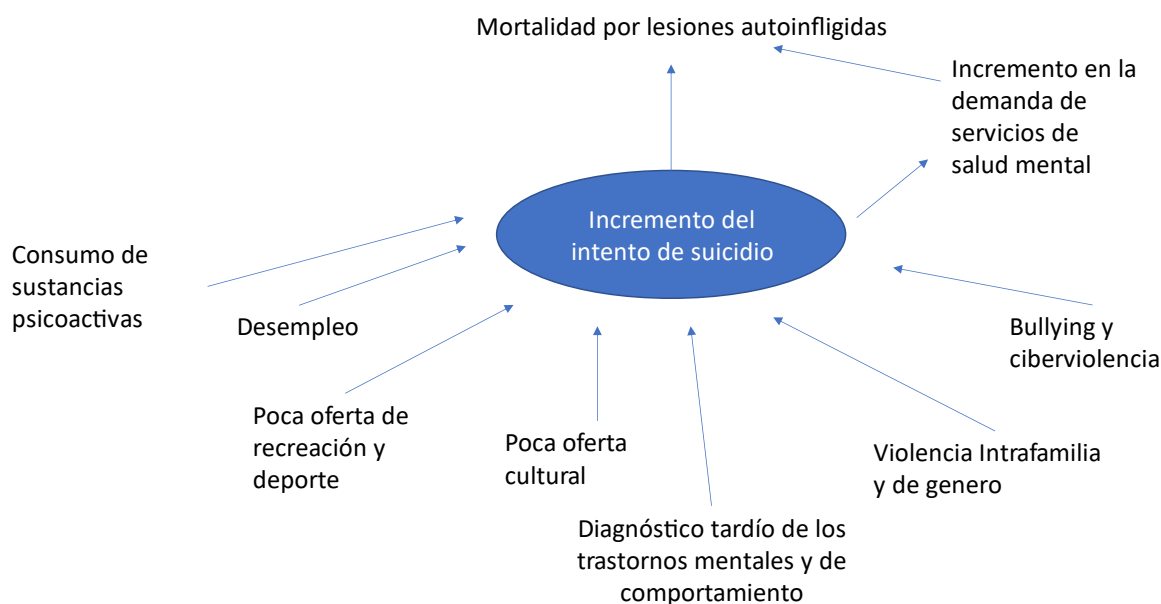 Mortalidad por lesiones autoinfligidas
Incremento en la
demanda de
servicios de
salud mental
Incremento del
intento de suicidio
Consumo de
sustancias
psicoactivas
Desempleo
Bullying y
ciberviolencia
Poca oferta de
recreación y
deporte
Poca oferta
cultural
Violencia Intrafamilia
y de genero
Diagnóstico tardío de los
trastornos mentales y de
comportamiento